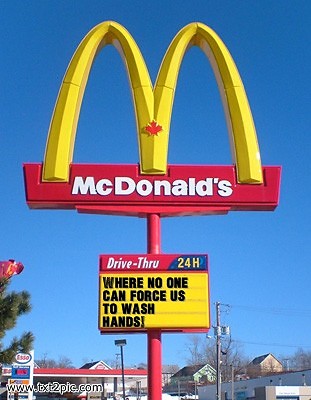 McDonald's
Drive-Thru 24H
WHERE NO ONE
CAN FORCE US
TO WASH
HANDS!
Esso
www.txt2pic.com